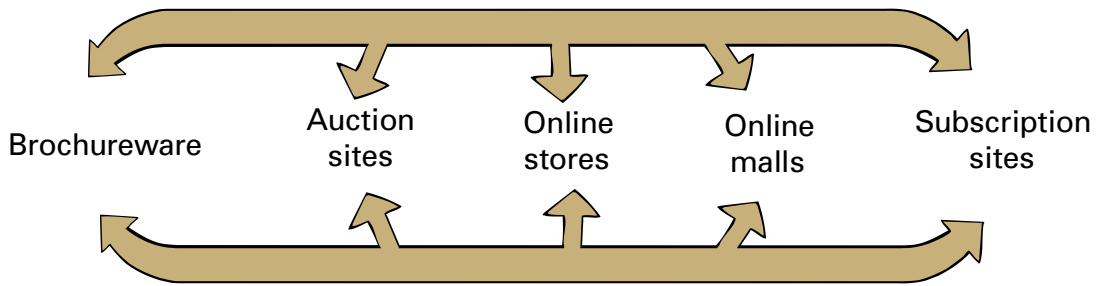 Brochureware
Auction
sites
Online
stores
Online
malls
Subscription
sites